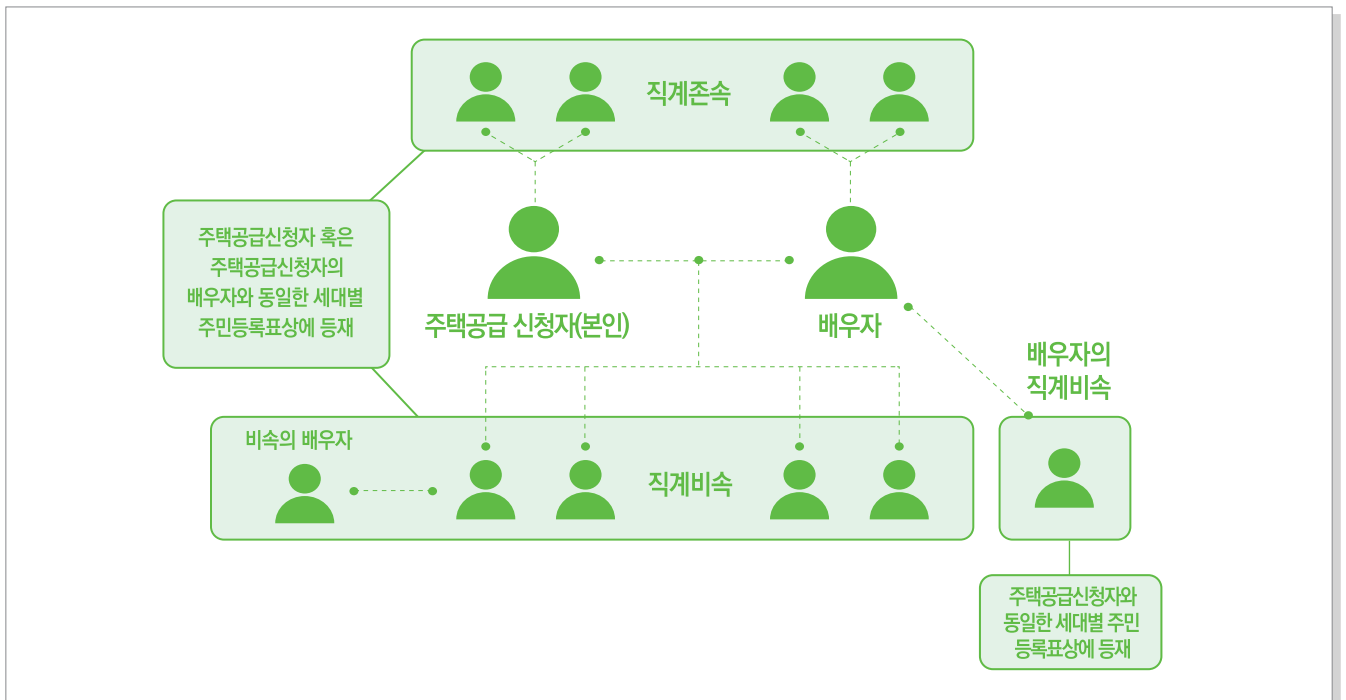 직계존속
주택공급신청자 혹은
주택공급신청자의
배우자와 동일한 세대별
주민등록표상에 등재
주택공급 신청자(본인)
배우자
배우자의
직계비속
비속의 배우자
직계비속
주택공급신청자와
동일한 세대별 주민
등록표상에 등재